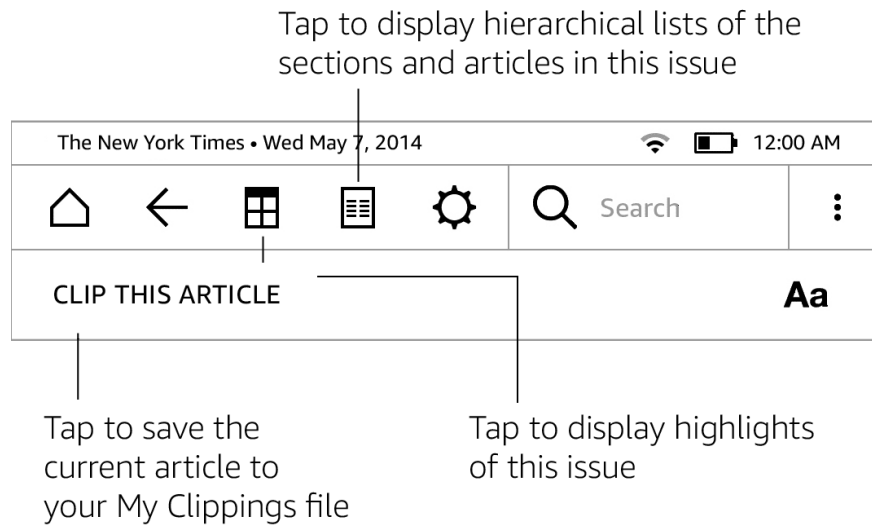 Tap to display hierarchical lists of the
sections and articles in this issue
The New York Times • Wed May 7, 2014
12:00 AM
Search
CLIP THIS ARTICLE
Aa
Tap to save the
current article to
your My Clippings file
Tap to display highlights
of this issue